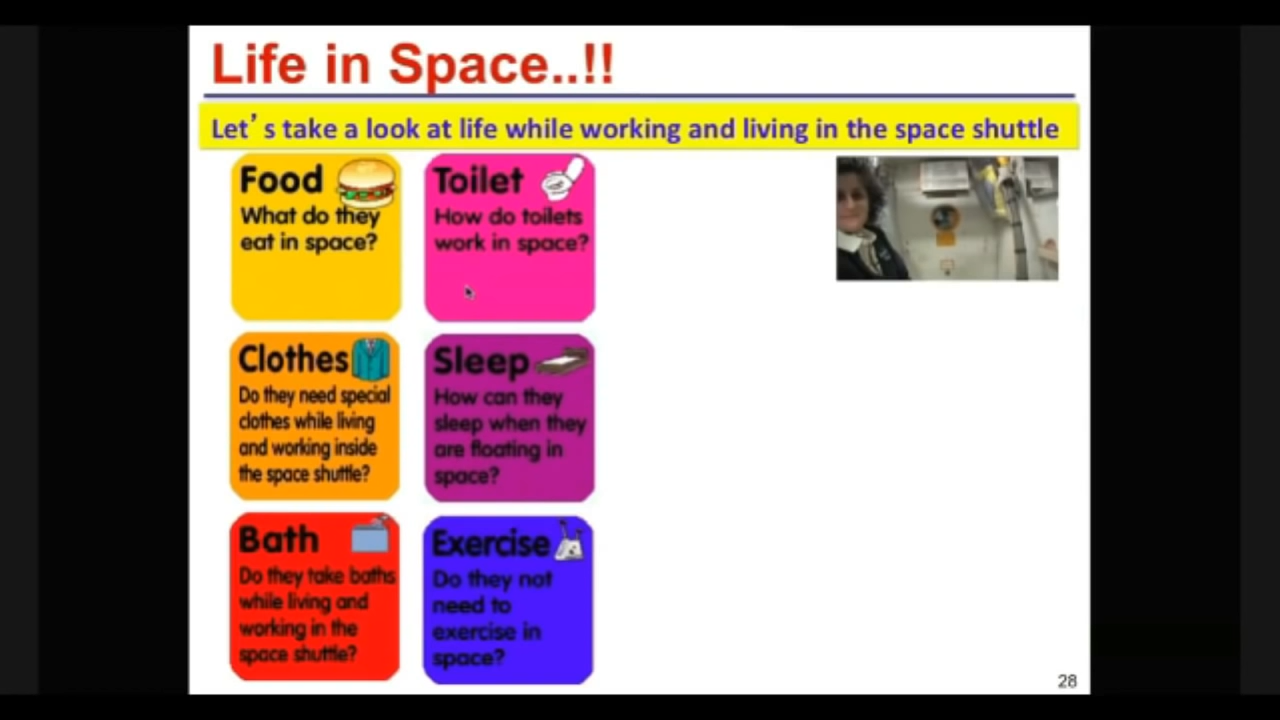 Life in Space..!!
Let's take a look at life while working and living in the space shuttle
Food
What do they
eat in space?
Toilet
How do toilets
work in space?
Clothes
Do they need special
clothes while living
and working inside
the space shuttle?
Sleep
How can they
sleep when they
are floating in
space?
Bath
Do they take baths
while living and
working in the
space shuttle?
Exercise
Do they not
need to
exercise in
space?
28